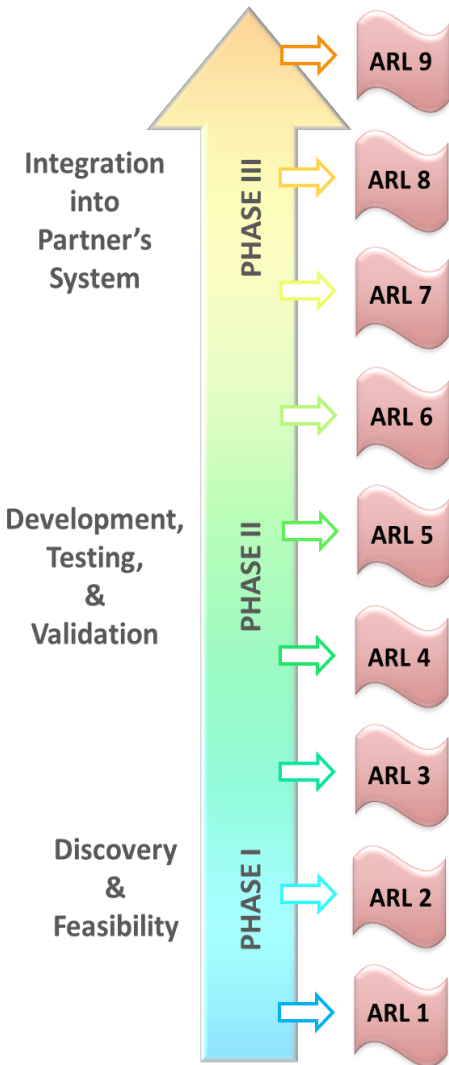 ARL 9
Integration
into
Partner's
System
PHASE III
ARL 8
ARL 7
ARL 6
Development,
Testing,
&
Validation
PHASE II
ARL 5
ARL 4
ARL 3
Discovery
&
Feasibility
PHASE I
ARL 2
ARL 1